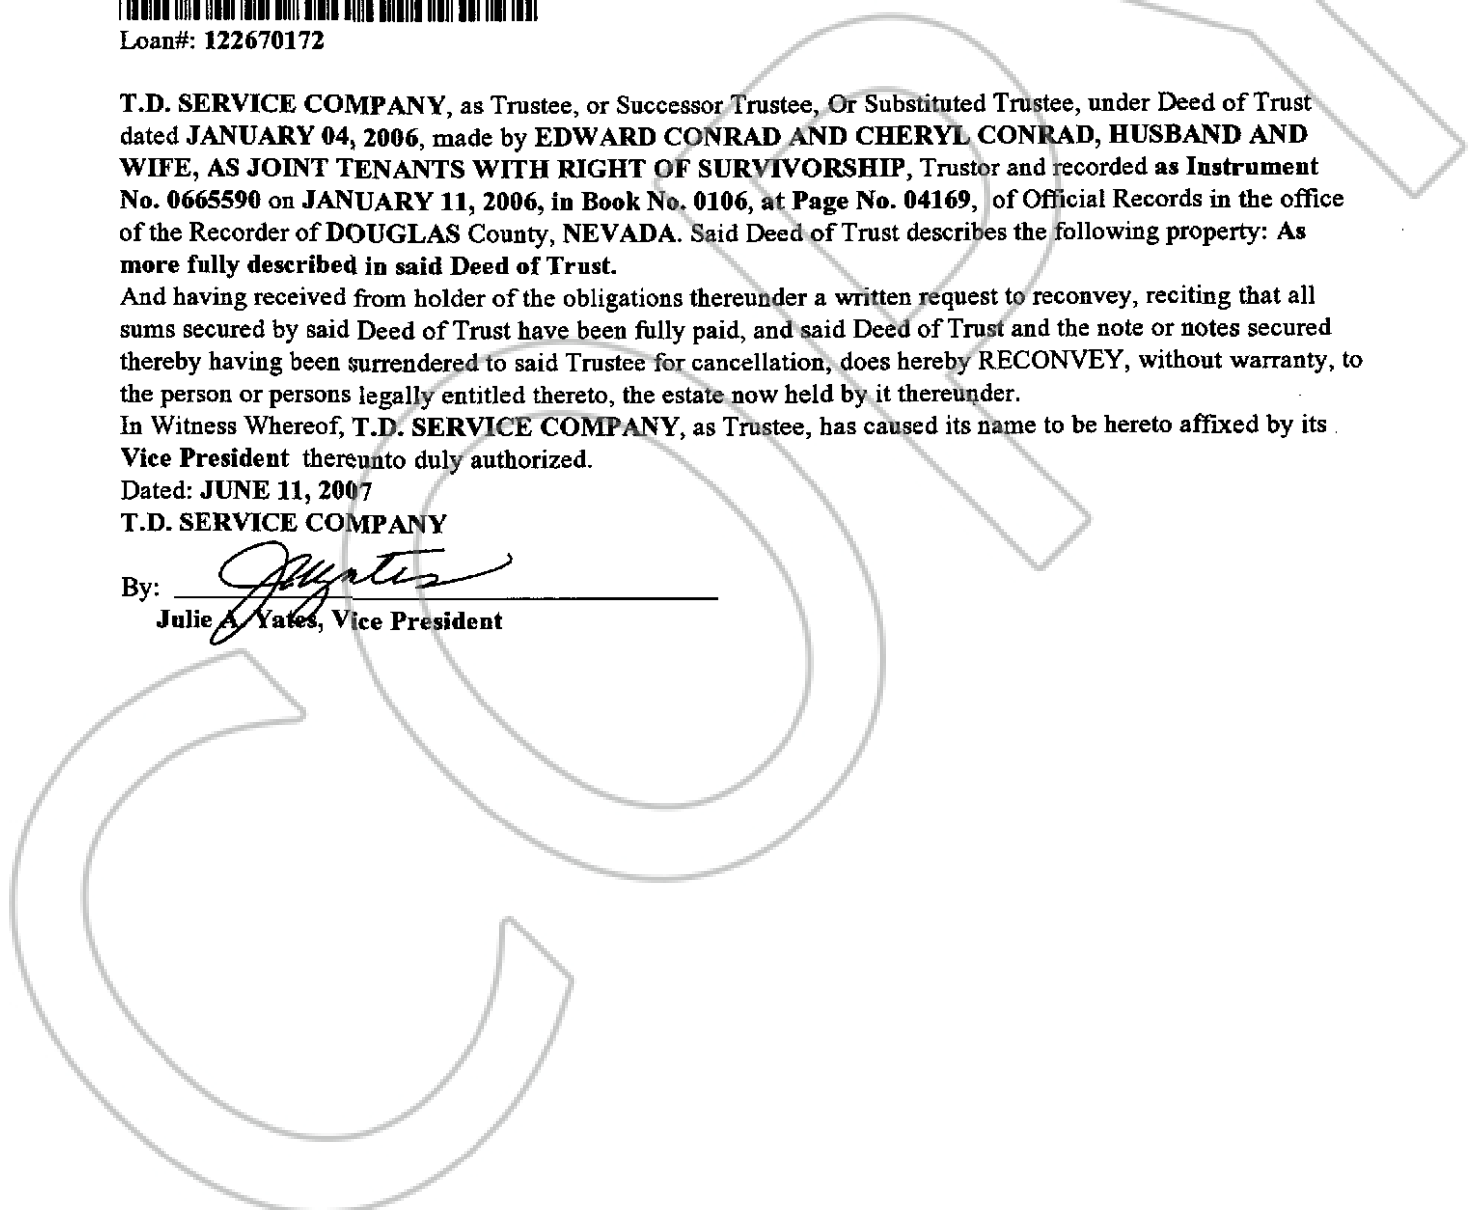 Loan#: 122670172
T.D. SERVICE COMPANY, as Trustee, or Successor Trustee, Or Substituted Trustee, under Deed of Trust
dated JANUARY 04, 2006, made by EDWARD CONRAD AND CHERYL CONRAD, HUSBAND AND
WIFE, AS JOINT TENANTS WITH RIGHT OF SURVIVORSHIP, Trustor and recorded as Instrument
No. 0665590 on JANUARY 11, 2006, in Book No. 0106, at Page No. 04169, of Official Records in the office
of the Recorder of DOUGLAS County, NEVADA. Said Deed of Trust describes the following property: As
more fully described in said Deed of Trust.
And having received from holder of the obligations thereunder a written request to reconvey, reciting that all
sums secured by said Deed of Trust have been fully paid, and said Deed of Trust and the note or notes secured
thereby having been surrendered to said Trustee for cancellation, does hereby RECONVEY, without warranty, to
the person or persons legally entitled thereto, the estate now held by it thereunder.
In Witness Whereof, T.D. SERVICE COMPANY, as Trustee, has caused its name to be hereto affixed by its
Vice President thereunto duly authorized.
Dated: JUNE 11, 2007
T.D. SERVICE COMPANY
By:
Julie A Yates, Vice President
COPY